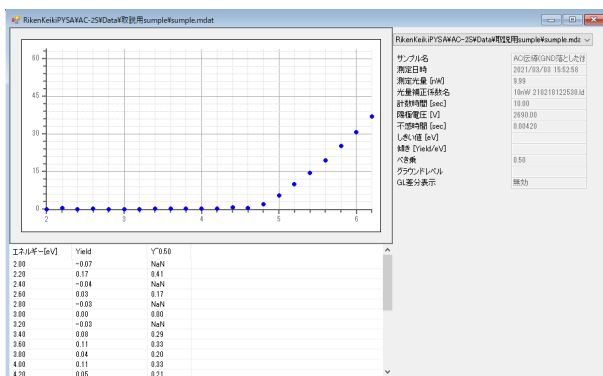 RikenKeikiPYSA¥AC-2S¥Data¥取説用sumple¥sumple.mdat
RikenKeikiPYSA¥AC-2S¥Data¥取説用sumple¥sumple.mda
60
45
30
15
0
2 3 4 5 6
サンプル名 AC伝導(GND落とした
測定日時 2021/03/03 15:52:58
測定光量 [nW] 9.99
光量補正係数名 10nW 210218122530.ld
計数時間 [sec] 10.00
陽極電圧 [V] 2690.00
不感時間 [sec] 0.00420
しきい値 [eV]
傾き [Yield/eV]
べき乗 0.50
グラウンドレベル
GL差分表示 無効
エネルギー[eV] Yield Y^0.50
2.00 -0.07 NaN
2.20 0.17 0.41
2.40 -0.04 NaN
2.60 0.03 0.17
2.80 -0.03 NaN
3.00 0.00 0.00
3.20 -0.03 NaN
3.40 0.08 0.29
3.60 0.11 0.33
3.80 0.04 0.20
4.00 0.11 0.33
4.20 0.05 0.21